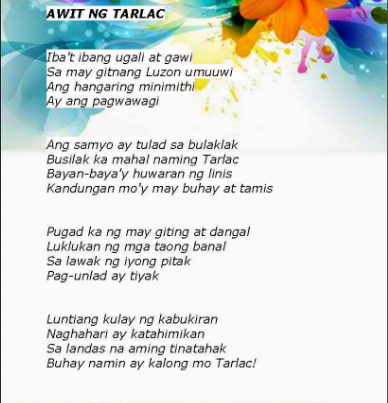 AWIT NG TARLAC
Iba't ibang ugali at gawi
Sa may gitnang Luzon umuuwi
Ang hangaring minimithi
Ay ang pagwawagi
Ang samyo ay tulad sa bulaklak
Busilak ka mahal naming Tarlac
Bayan-baya'y huwaran ng linis
Kandungan mo'y may buhay at tamis
Pugad ka ng may giting at dangal
Luklukan ng mga taong banal
Sa lawak ng iyong pitak
Pag-unlad ay tiyak
Luntiang kulay ng kabukiran
Naghahari ay katahimikan
Sa landas na aming tinatahak
Buhay namin ay kalong mo Tarlac!